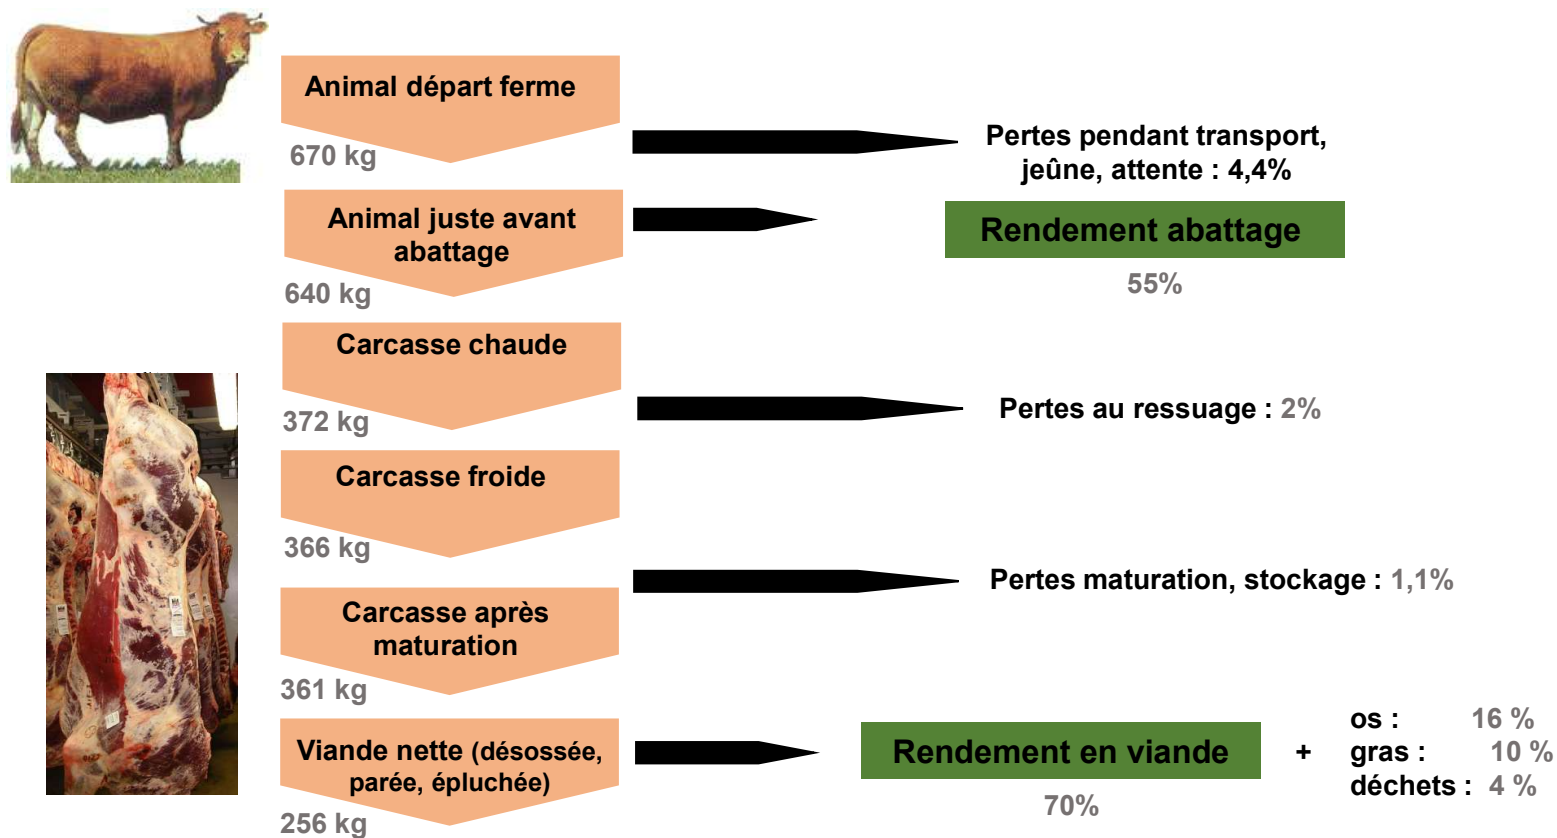 Animal départ ferme
670 kg
Pertes pendant transport,
jeûne, attente : 4,4%
Animal juste avant
abattage
640 kg
Rendement abattage
55%
Carcasse chaude
372 kg
Pertes au ressuage : 2%
Carcasse froide
366 kg
Pertes maturation, stockage : 1,1%
Carcasse après
maturation
361 kg
Viande nette (désossée,
parée, épluchée)
256 kg
Rendement en viande
70%
+
os : 16 %
gras : 10 %
déchets : 4 %